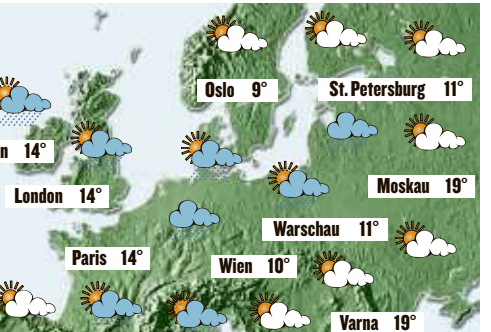 Oslo 9°
St. Petersburg 11°
n 14°
London 14°
Moskau 19°
Warschau 11°
Paris 14°
Wien 10°
Varna 19°